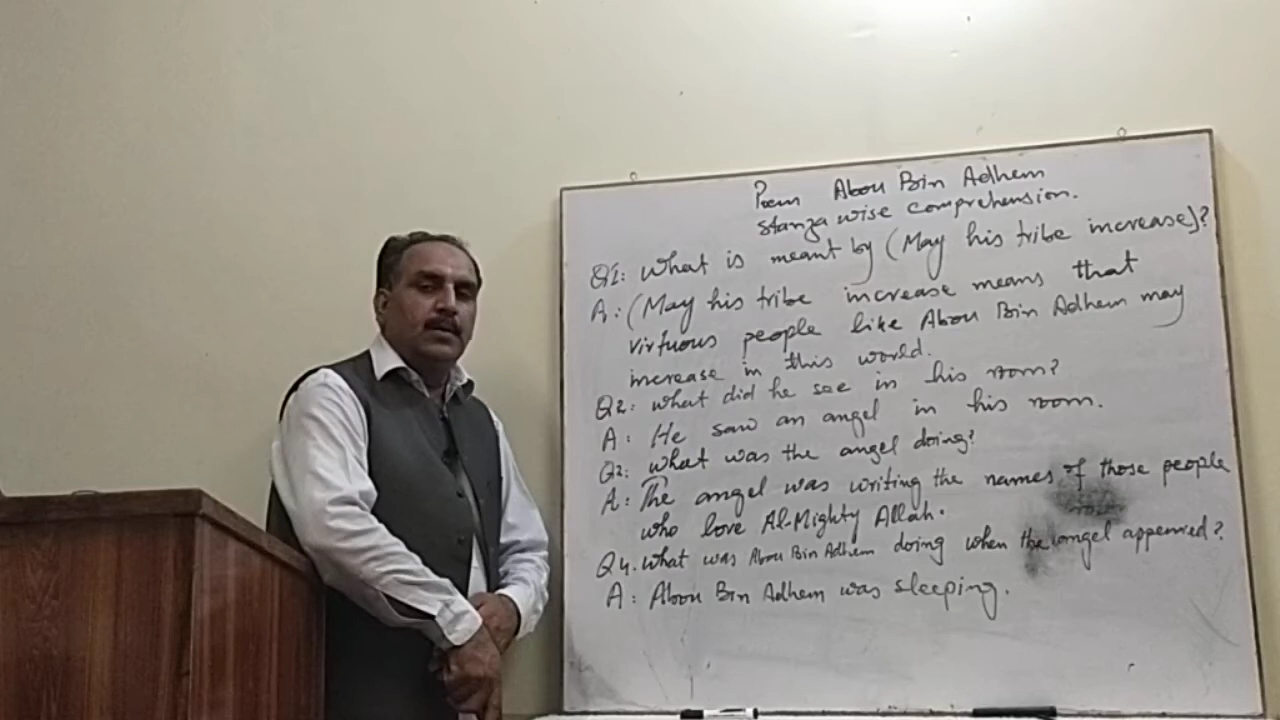 Poem Abou Bin Adhem
stanza wise comprehension.
Q1: What is meant by (May his tribe increase)?
A: (May his tribe increase means that
virtuous people like Abou Bin Adhem may
increase in this world.
Q2: what did he see in his room?
A: He saw an angel in his room.
Q2: what was the angel doing?
A: The angel was writing the names of those people
who love Al-Mighty Allah.
Q4. what was Abou Bin Adhem doing when the angel appeared?
A: Abou Bin Adhem was sleeping.